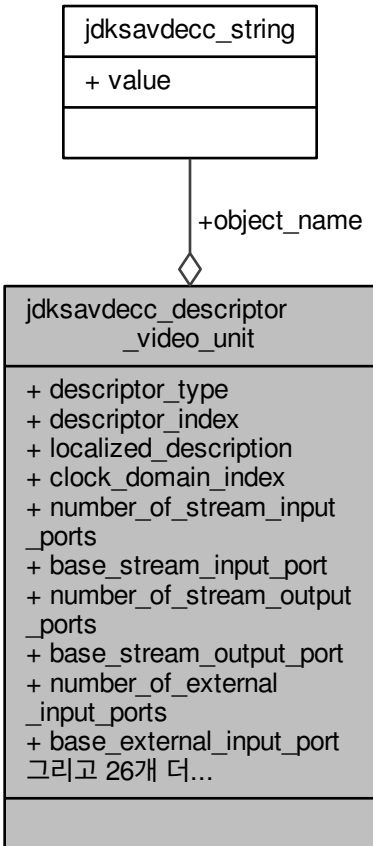 jdksavdecc_string
+ value
+object_name
jdksavdecc_descriptor
_video_unit
+ descriptor_type
+ descriptor_index
+ localized_description
+ clock_domain_index
+ number_of_stream_input
_ports
+ base_stream_input_port
+ number_of_stream_output
_ports
+ base_stream_output_port
+ number_of_external
_input_ports
+ base_external_input_port
그리고 26개 더...